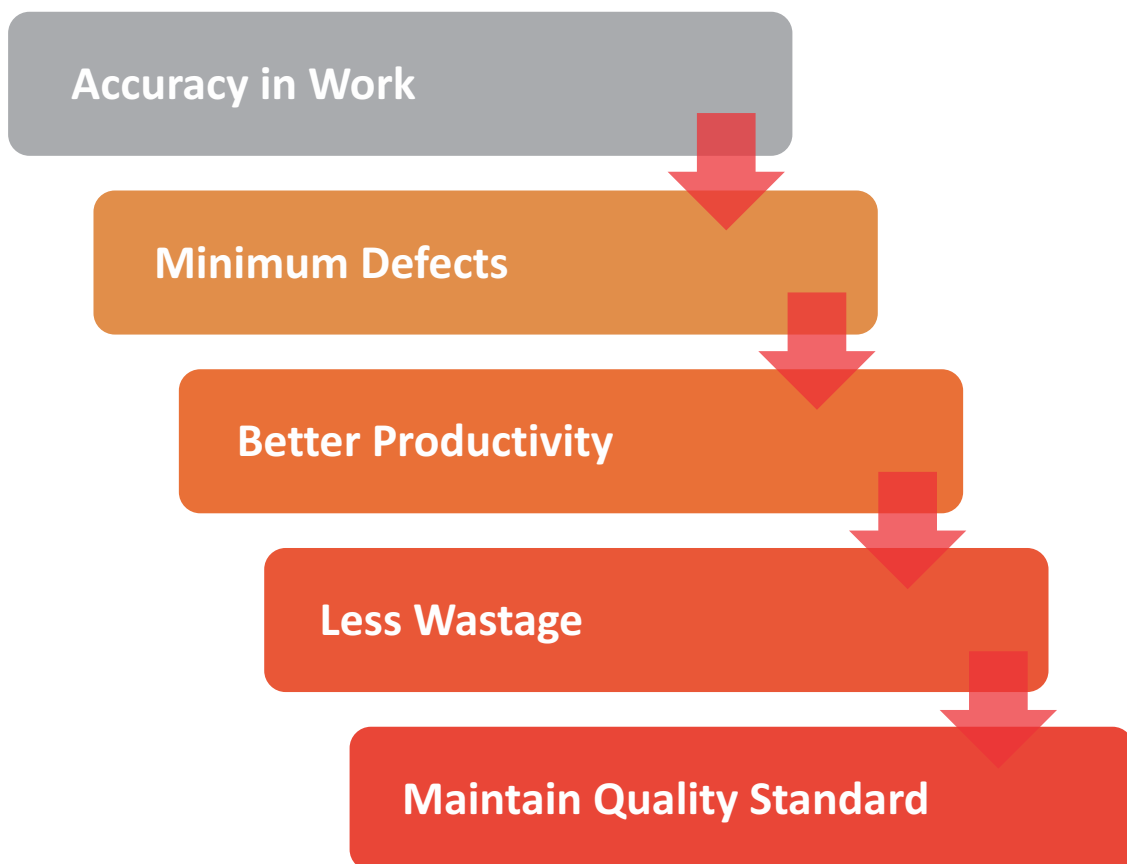 Accuracy in Work
Minimum Defects
Better Productivity
Less Wastage
Maintain Quality Standard